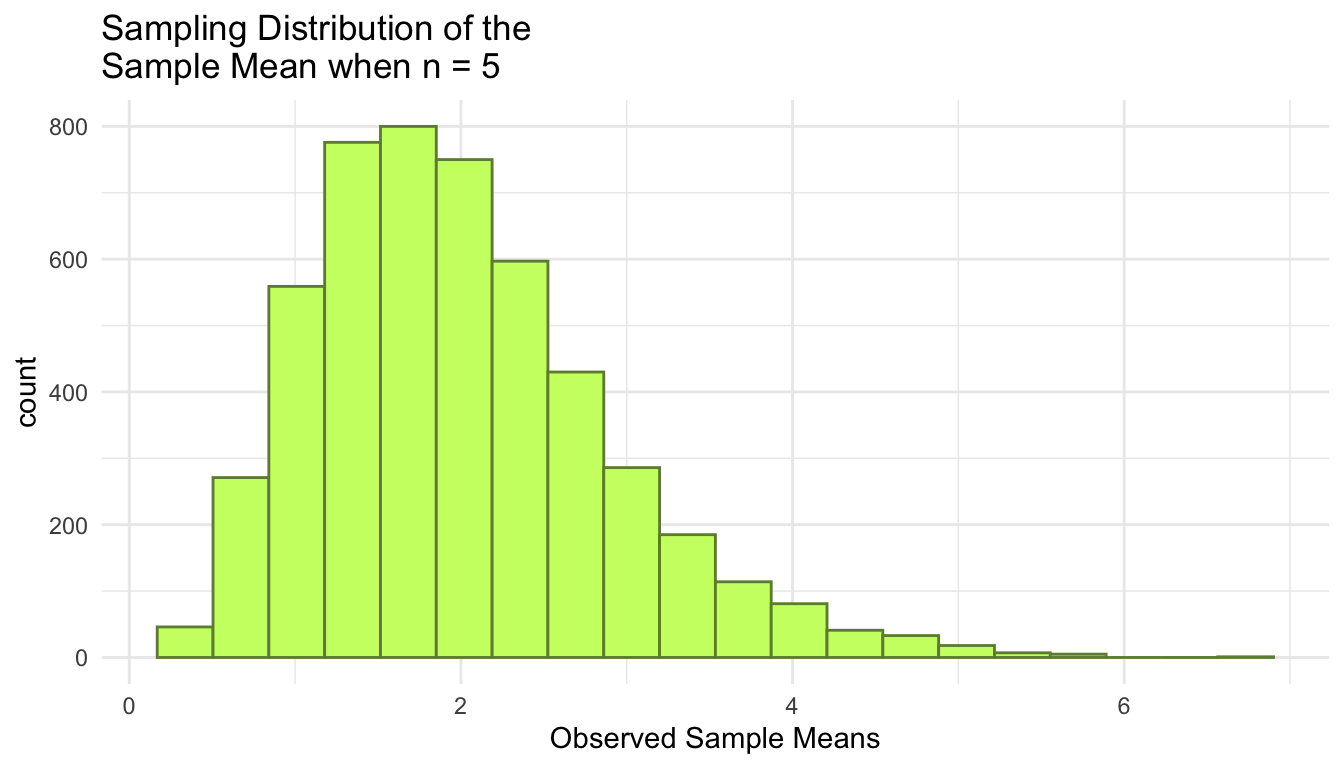 Sampling Distribution of the
Sample Mean when n = 5
800
600
400
200
0
count
0 2 4 6
Observed Sample Means